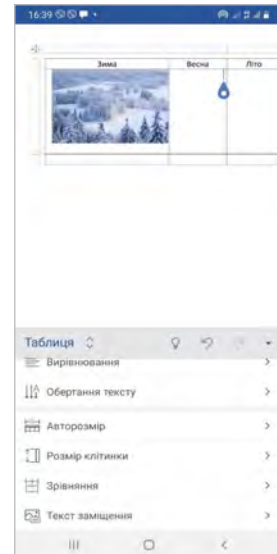 16:39
Зима Весна Літо
Таблиця
Вирівнювання
Обертання тексту
Авторозмір
Розмір клітинки
Зрівняння
Текст заміщення